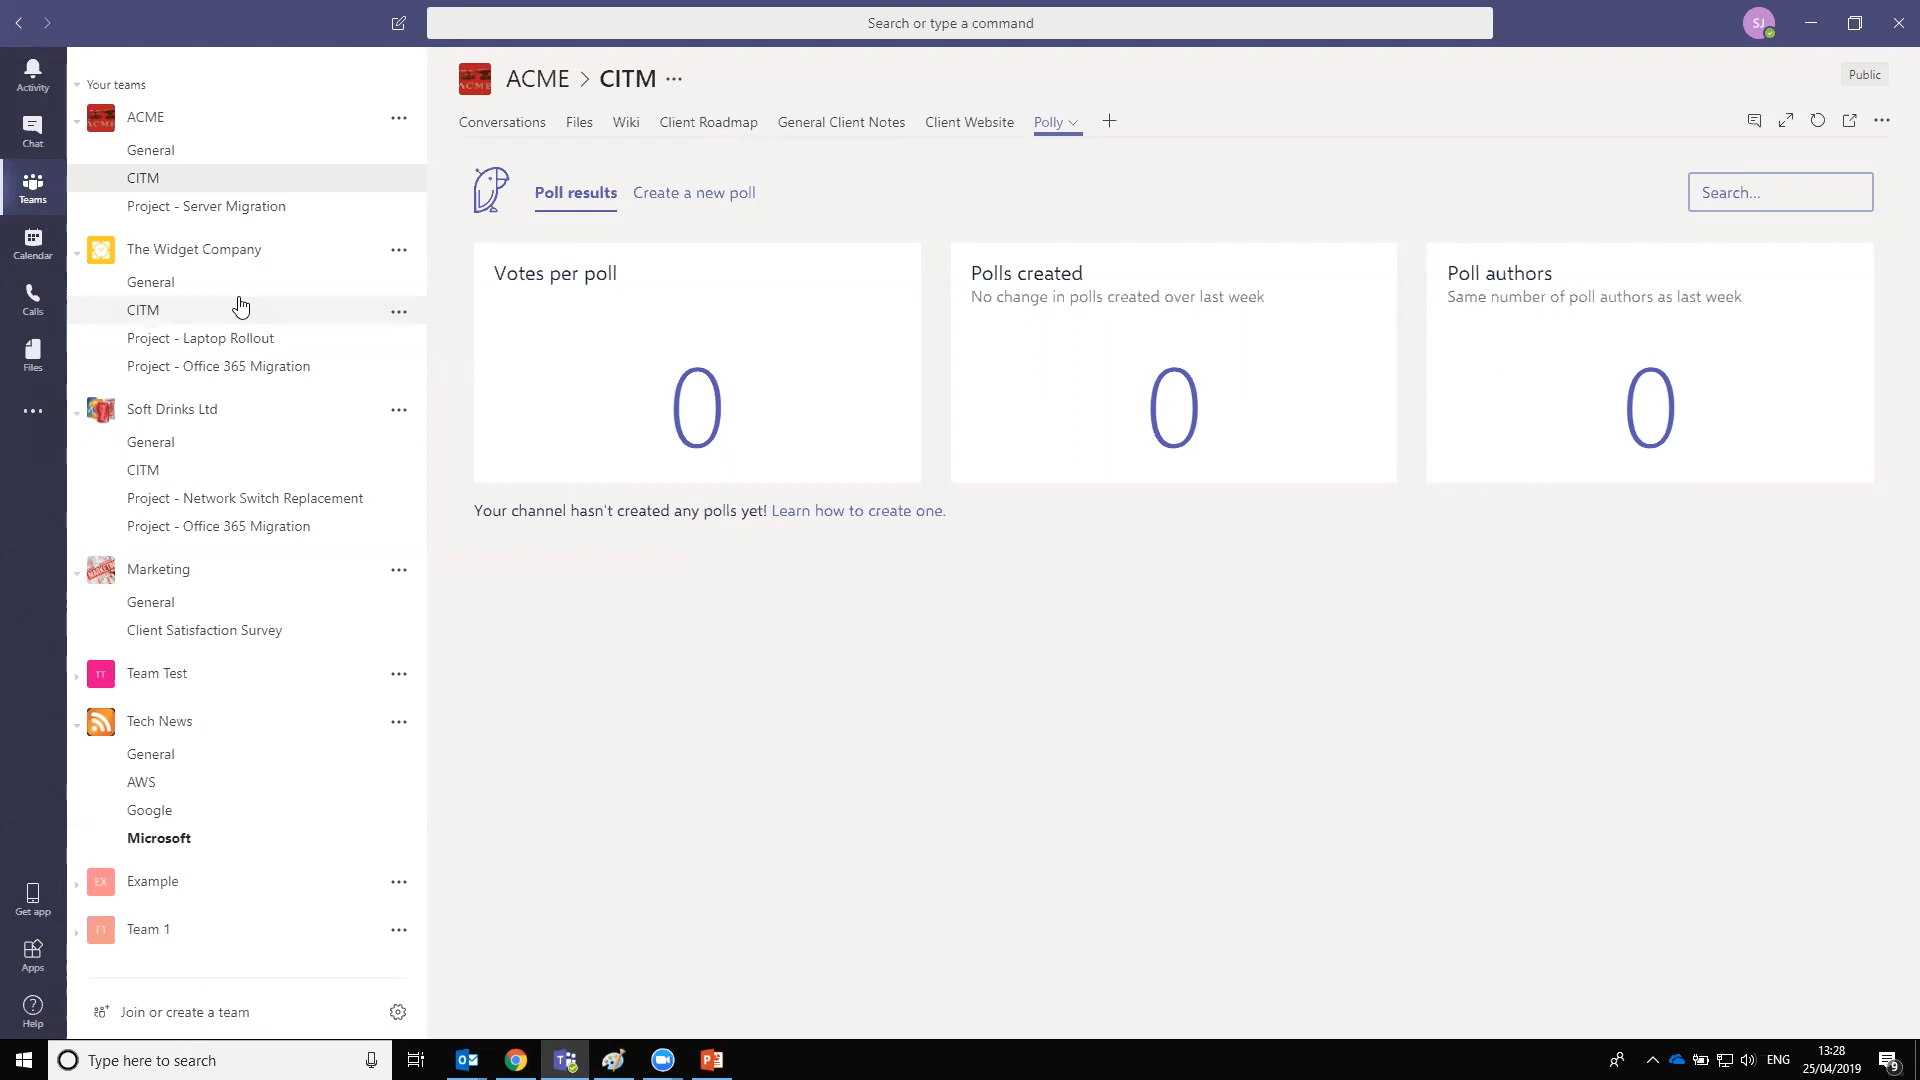 Search or type a command
SJ
Activity
Chat
Teams
Calendar
Calls
Files
Get app
Apps
Help
Your teams
ACME
General
CITM
Project - Server Migration
The Widget Company
General
CITM
Project - Laptop Rollout
Project - Office 365 Migration
Soft Drinks Ltd
General
CITM
Project - Network Switch Replacement
Project - Office 365 Migration
Marketing
General
Client Satisfaction Survey
TT
Team Test
Tech News
General
AWS
Google
Microsoft
EX
Example
T1
Team 1
Join or create a team
ACME
ACME > CITM
Public
Conversations Files Wiki Client Roadmap General Client Notes Client Website Polly
Poll results Create a new poll
Search...
Votes per poll
0
Polls created
No change in polls created over last week
0
Poll authors
Same number of poll authors as last week
0
Your channel hasn't created any polls yet! Learn how to create one.
Type here to search
ENG
13:28
25/04/2019
9